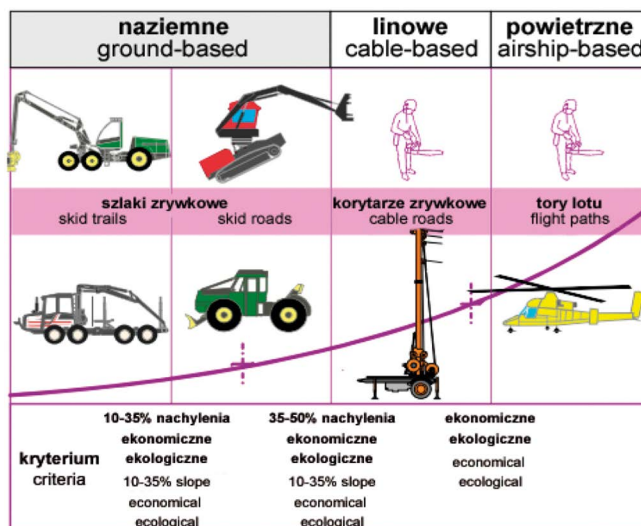 naziemne
ground-based
linowe
cable-based
powietrzne
airship-based
szlaki zrywkowe
skid trails
skid roads
korytarze zrywkowe
cable roads
tory lotu
flight paths
kryterium
criteria
10-35% nachylenia
ekonomiczne
ekologiczne
10-35% slope
economical
ecological
35-50% nachylenia
ekonomiczne
ekologiczne
10-35% slope
economical
ecological
ekonomiczne
ekologiczne
economical
ecological